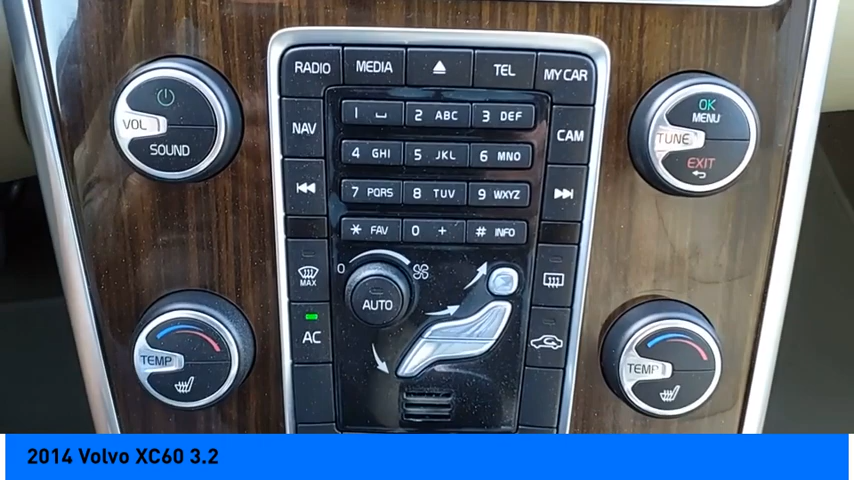 RADIO MEDIA TEL MY CAR
NAV CAM
VOL SOUND
OK MENU
TUNE
EXIT
1 2 ABC 3 DEF
4 GHI 5 JKL 6 MNO
7 PQRS 8 TUV 9 WXYZ
* FAV 0 + # INFO
MAX
0
AUTO
AC
TEMP TEMP
2014 Volvo XC60 3.2